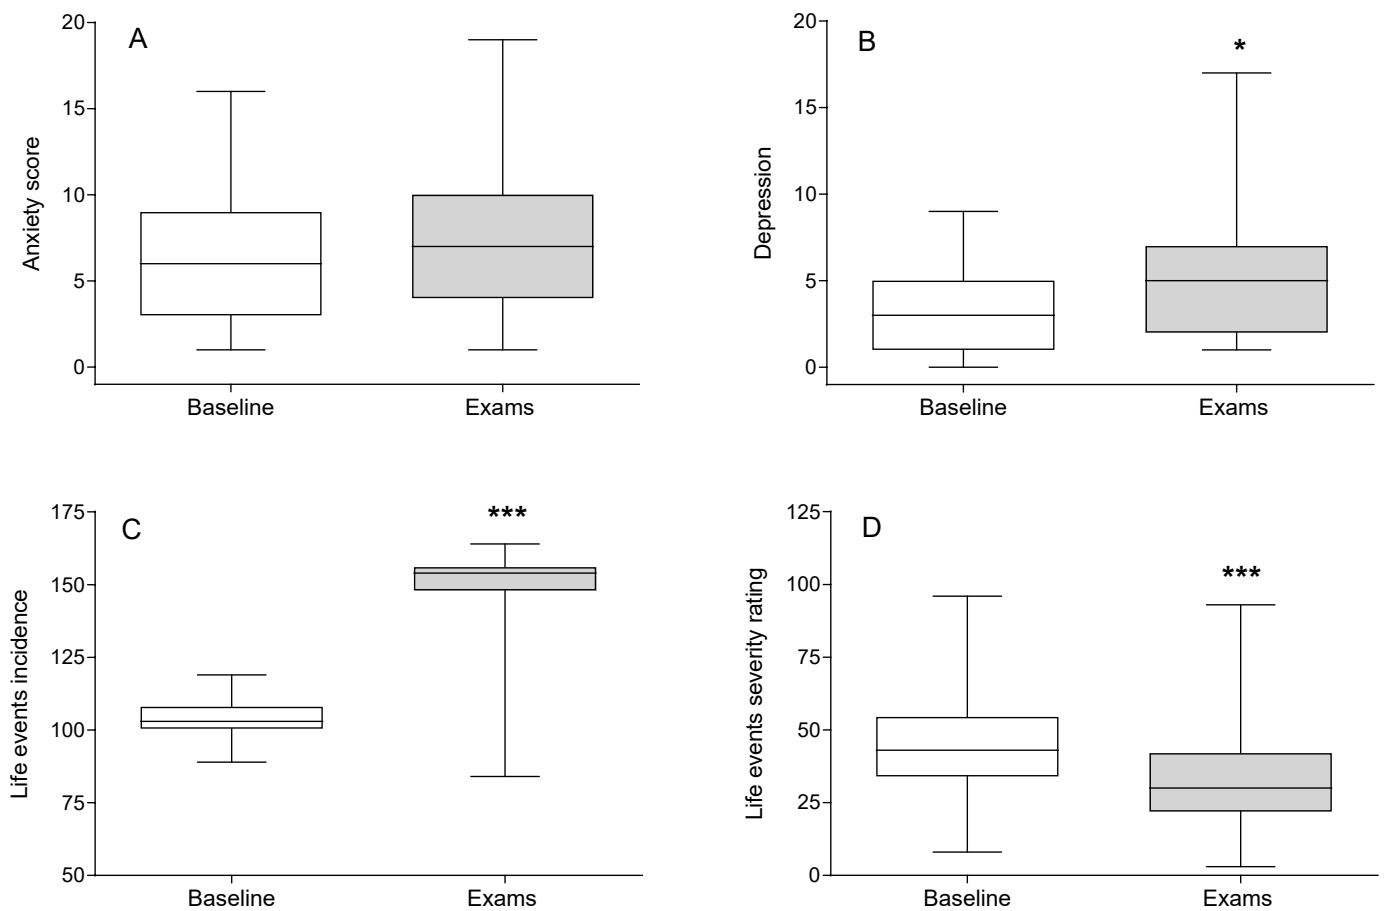 A
Anxiety score
20
15
10
5
0
Baseline Exams
B
*
Depression
20
15
10
5
0
Baseline Exams
C
***
Life events incidence
175
150
125
100
75
50
Baseline Exams
D
***
Life events severity rating
125
100
75
50
25
0
Baseline Exams